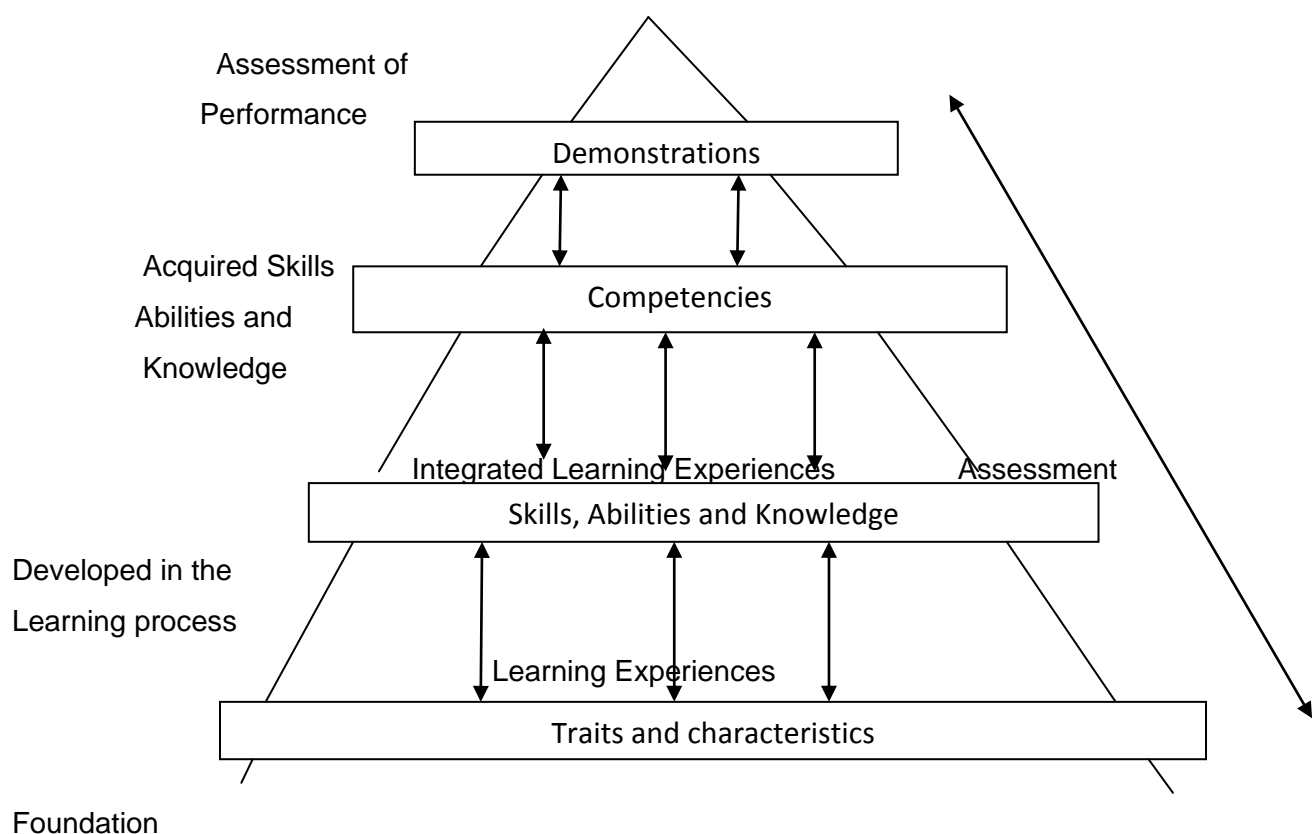 Assessment of
Performance
Demonstrations
Acquired Skills
Abilities and
Knowledge
Competencies
Integrated Learning Experiences
Assessment
Skills, Abilities and Knowledge
Developed in the
Learning process
Learning Experiences
Traits and characteristics
Foundation